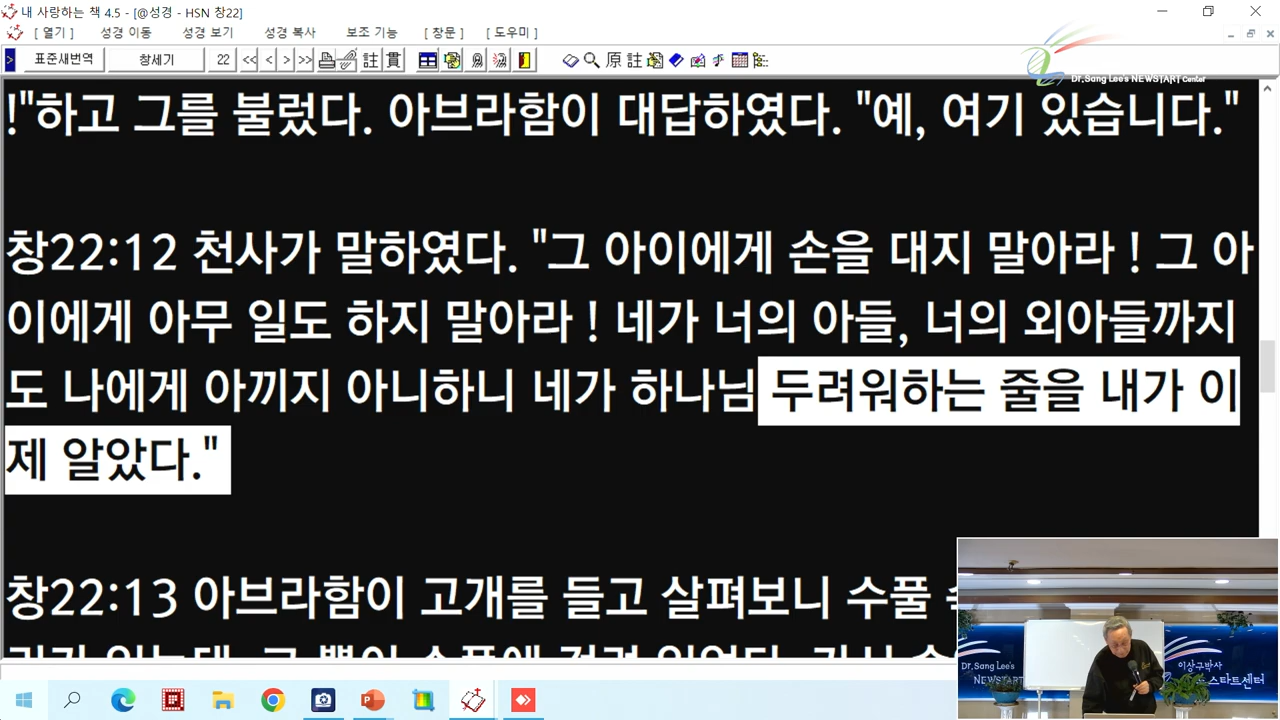 내 사랑하는 책 4.5 - [@성경 - HSN 창22]
[ 열기 ] 성경 이동 성경 보기 성경 복사 보조 기능 [ 창문 ] [ 도우미 ]
표준새번역 창세기 22 << < > >> 註 貫 原 註
Dr.Sang Lee's NEWSTART Center
!"하고 그를 불렀다. 아브라함이 대답하였다. "예, 여기 있습니다."
창22:12 천사가 말하였다. "그 아이에게 손을 대지 말아라 ! 그 아
이에게 아무 일도 하지 말아라 ! 네가 너의 아들, 너의 외아들까지
도 나에게 아끼지 아니하니 네가 하나님 두려워하는 줄을 내가 이
제 알았다."
창22:13 아브라함이 고개를 들고 살펴보니 수풀
Dr.Sang Lee's
NEWSTART
이상구박사
스타트센터